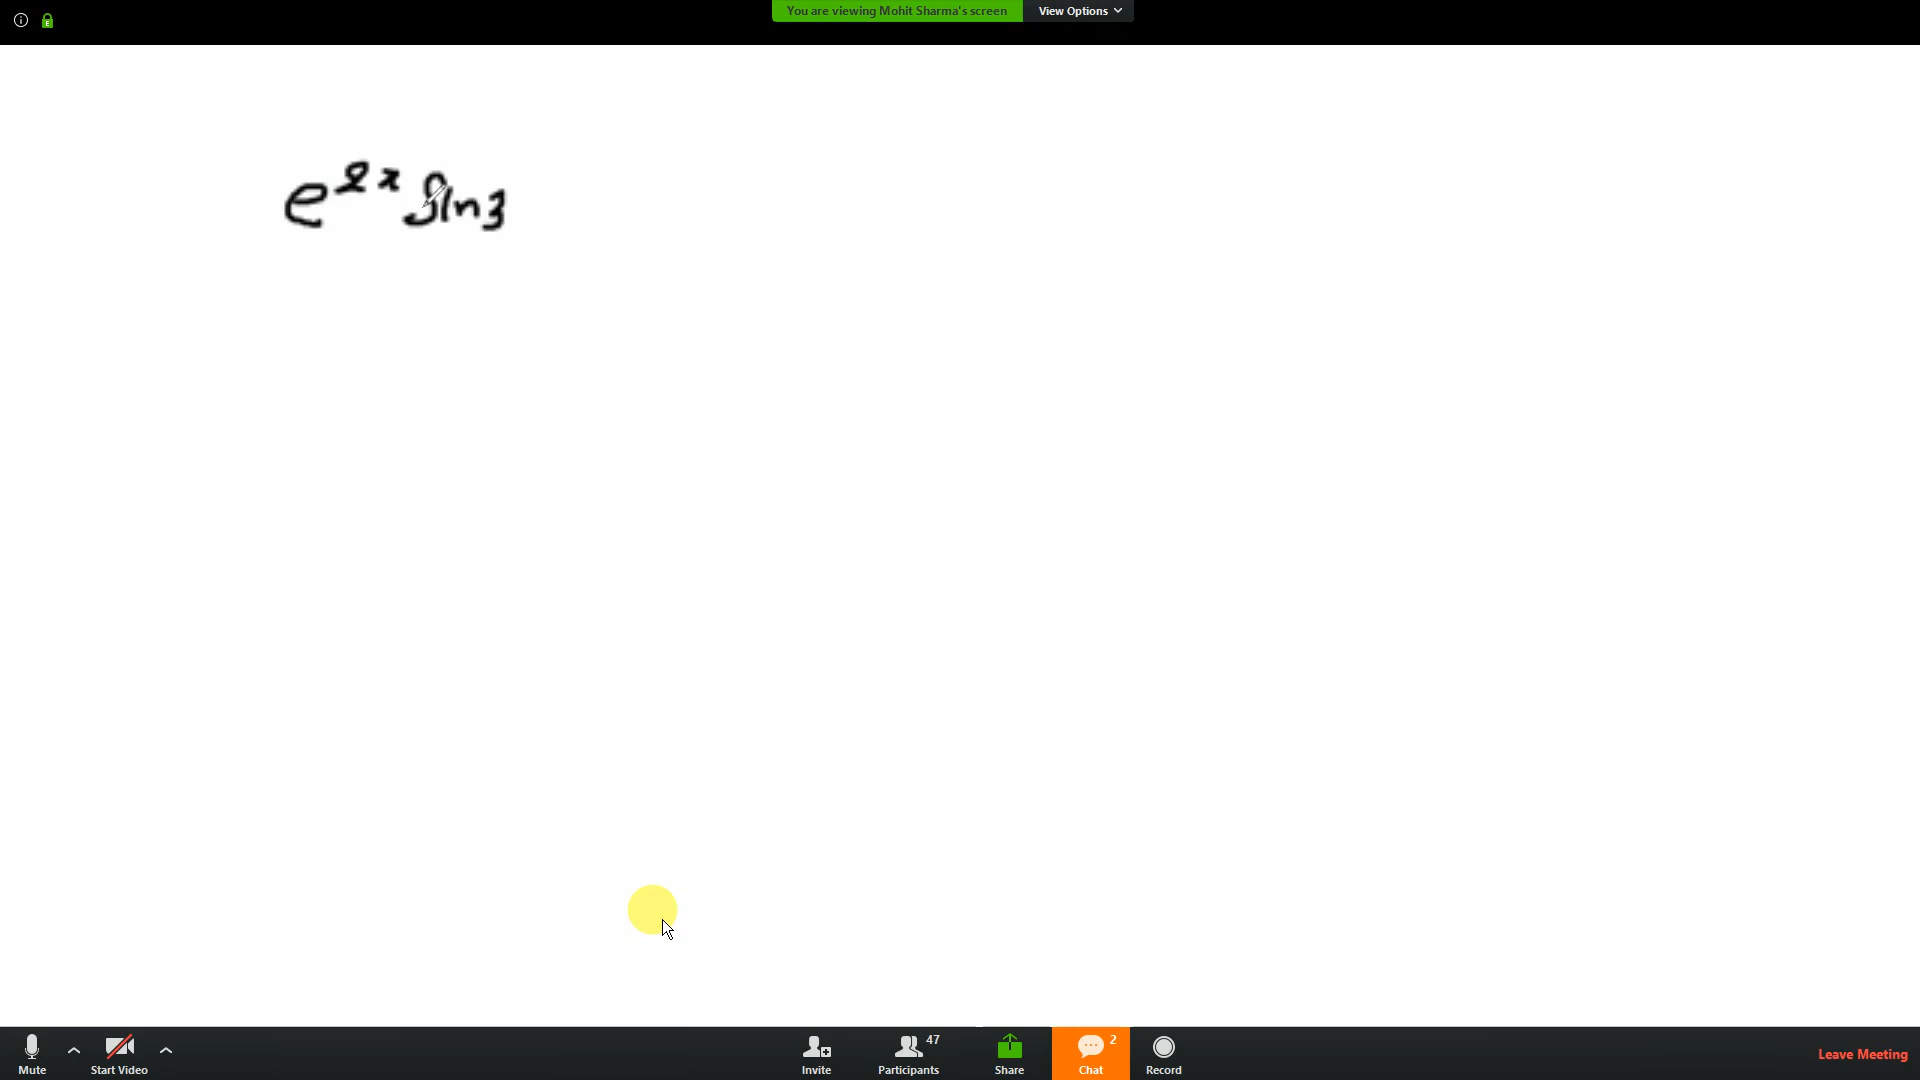 You are viewing Mohit Sharma's screen View Options
e^2x sin3
Mute Start Video Invite 47 Participants Share 2 Chat Record Leave Meeting